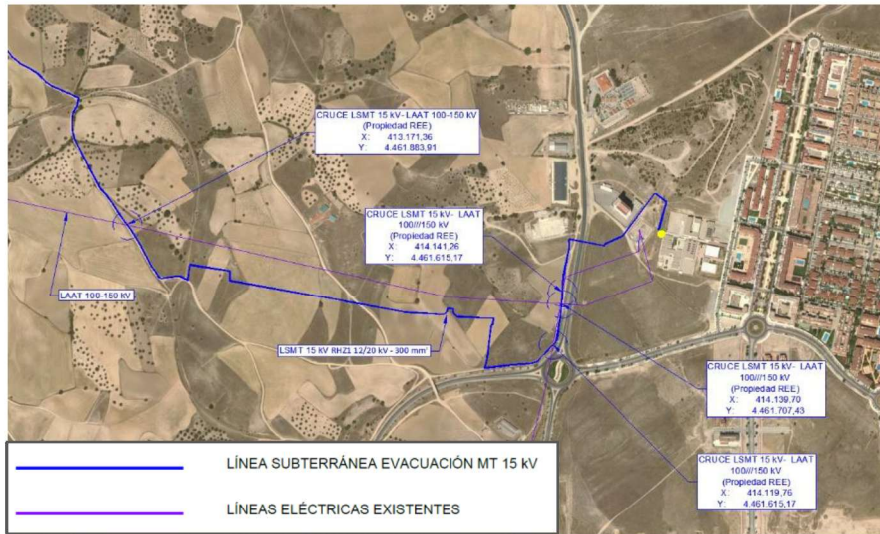 CRUCE LSMT 15 kV- LAAT 100-150 kV
(Propiedad REE)
X: 413.171,36
Y: 4.461.883,91
CRUCE LSMT 15 kV- LAAT
100///150 kV
(Propiedad REE)
X: 414.141,26
Y: 4.461.615,17
LAAT 100-150 kV
LSMT 15 kV RHZ1 12/20 kV - 300 mm²
CRUCE LSMT 15 kV- LAAT
100///150 kV
(Propiedad REE)
X: 414.139,70
Y: 4.461.707,43
CRUCE LSMT 15 kV- LAAT
100///150 kV
(Propiedad REE)
X: 414.119,76
Y: 4.461.615,17
LÍNEA SUBTERRÁNEA EVACUACIÓN MT 15 kV
LÍNEAS ELÉCTRICAS EXISTENTES